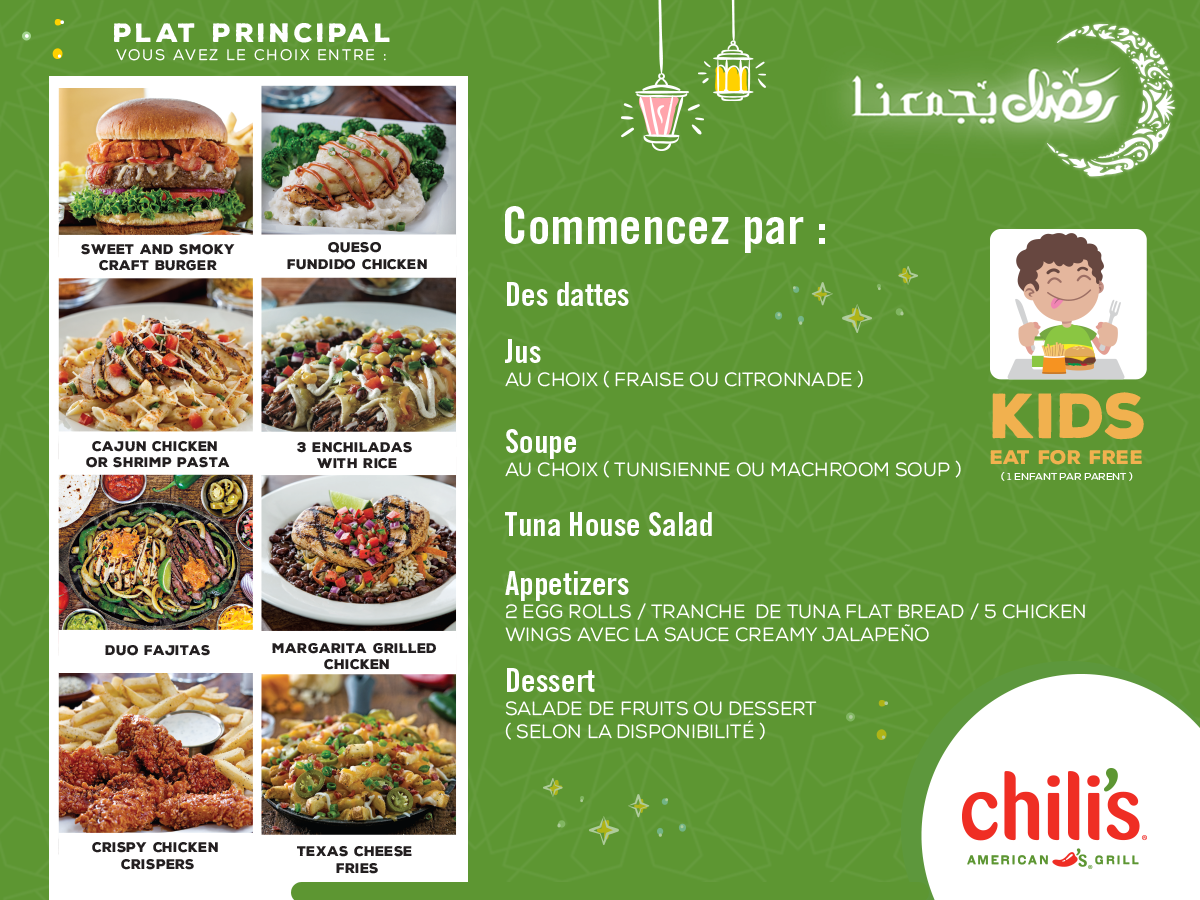 PLAT PRINCIPAL
VOUS AVEZ LE CHOIX ENTRE :
SWEET AND SMOKY
CRAFT BURGER
QUESO
FUNDIDO CHICKEN
CAJUN CHICKEN
OR SHRIMP PASTA
3 ENCHILADAS
WITH RICE
DUO FAJITAS
MARGARITA GRILLED
CHICKEN
CRISPY CHICKEN
CRISPERS
TEXAS CHEESE
FRIES
رمضان يجمعنا
Commencez par :
Des dattes
Jus
AU CHOIX ( FRAISE OU CITRONNADE )
Soupe
AU CHOIX ( TUNISIENNE OU MACHROOM SOUP )
Tuna House Salad
Appetizers
2 EGG ROLLS / TRANCHE DE TUNA FLAT BREAD / 5 CHICKEN
WINGS AVEC LA SAUCE CREAMY JALAPEÑO
Dessert
SALADE DE FRUITS OU DESSERT
( SELON LA DISPONIBILITÉ )
KIDS
EAT FOR FREE
( 1 ENFANT PAR PARENT )
chili's®
AMERICAN 's® GRILL